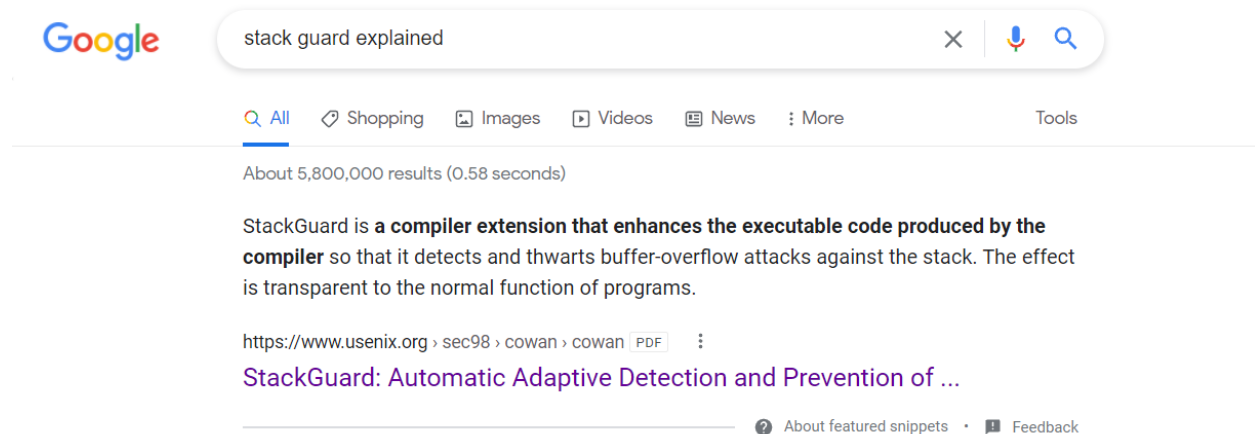 Google
stack guard explained
All Shopping Images Videos News More Tools
About 5,800,000 results (0.58 seconds)
StackGuard is a compiler extension that enhances the executable code produced by the
compiler so that it detects and thwarts buffer-overflow attacks against the stack. The effect
is transparent to the normal function of programs.
https://www.usenix.org › sec98 › cowan › cowan PDF
StackGuard: Automatic Adaptive Detection and Prevention of ...
About featured snippets • Feedback